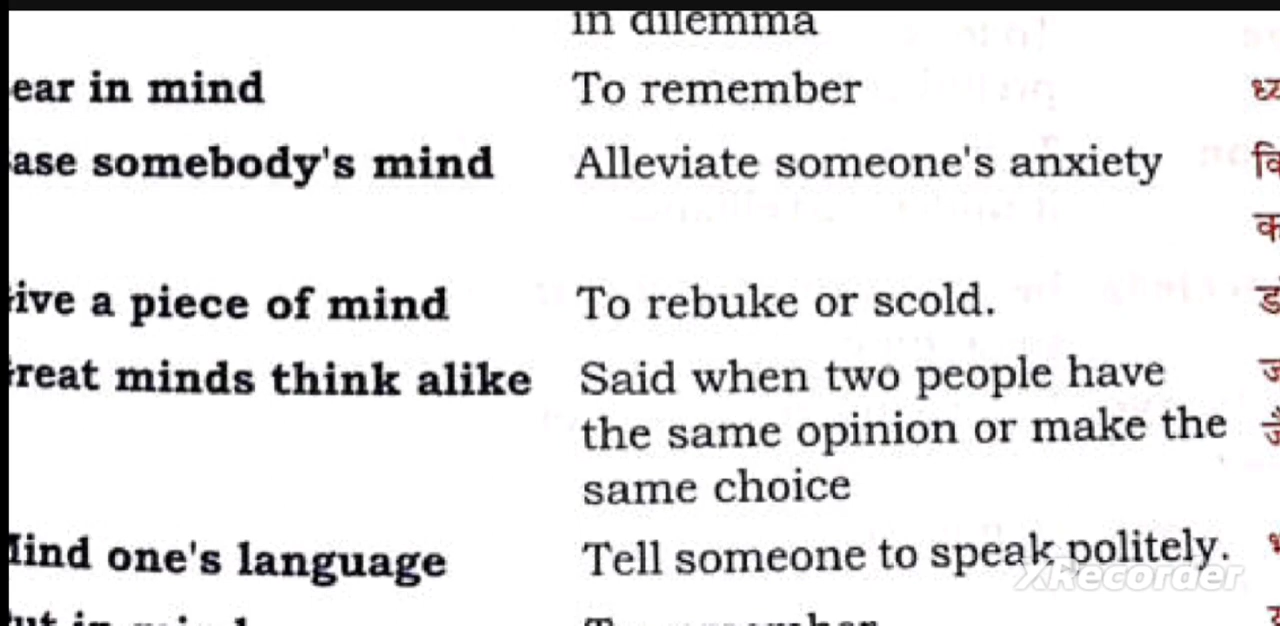 in dilemma
ear in mind To remember
ase somebody's mind Alleviate someone's anxiety
ive a piece of mind To rebuke or scold.
reat minds think alike Said when two people have
the same opinion or make the
same choice
ind one's language Tell someone to speak politely.
XRecorder